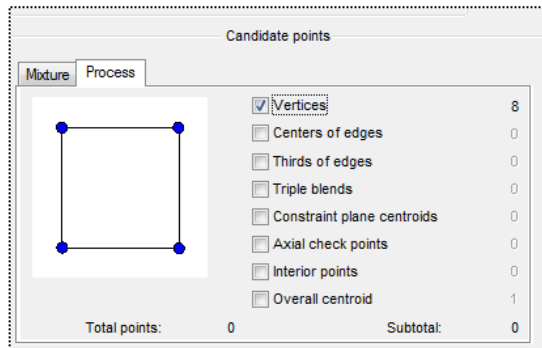 Candidate points
Mixture Process
Vertices 8
Centers of edges 0
Thirds of edges 0
Triple blends 0
Constraint plane centroids 0
Axial check points 0
Interior points 0
Overall centroid 1
Total points: 0 Subtotal: 0